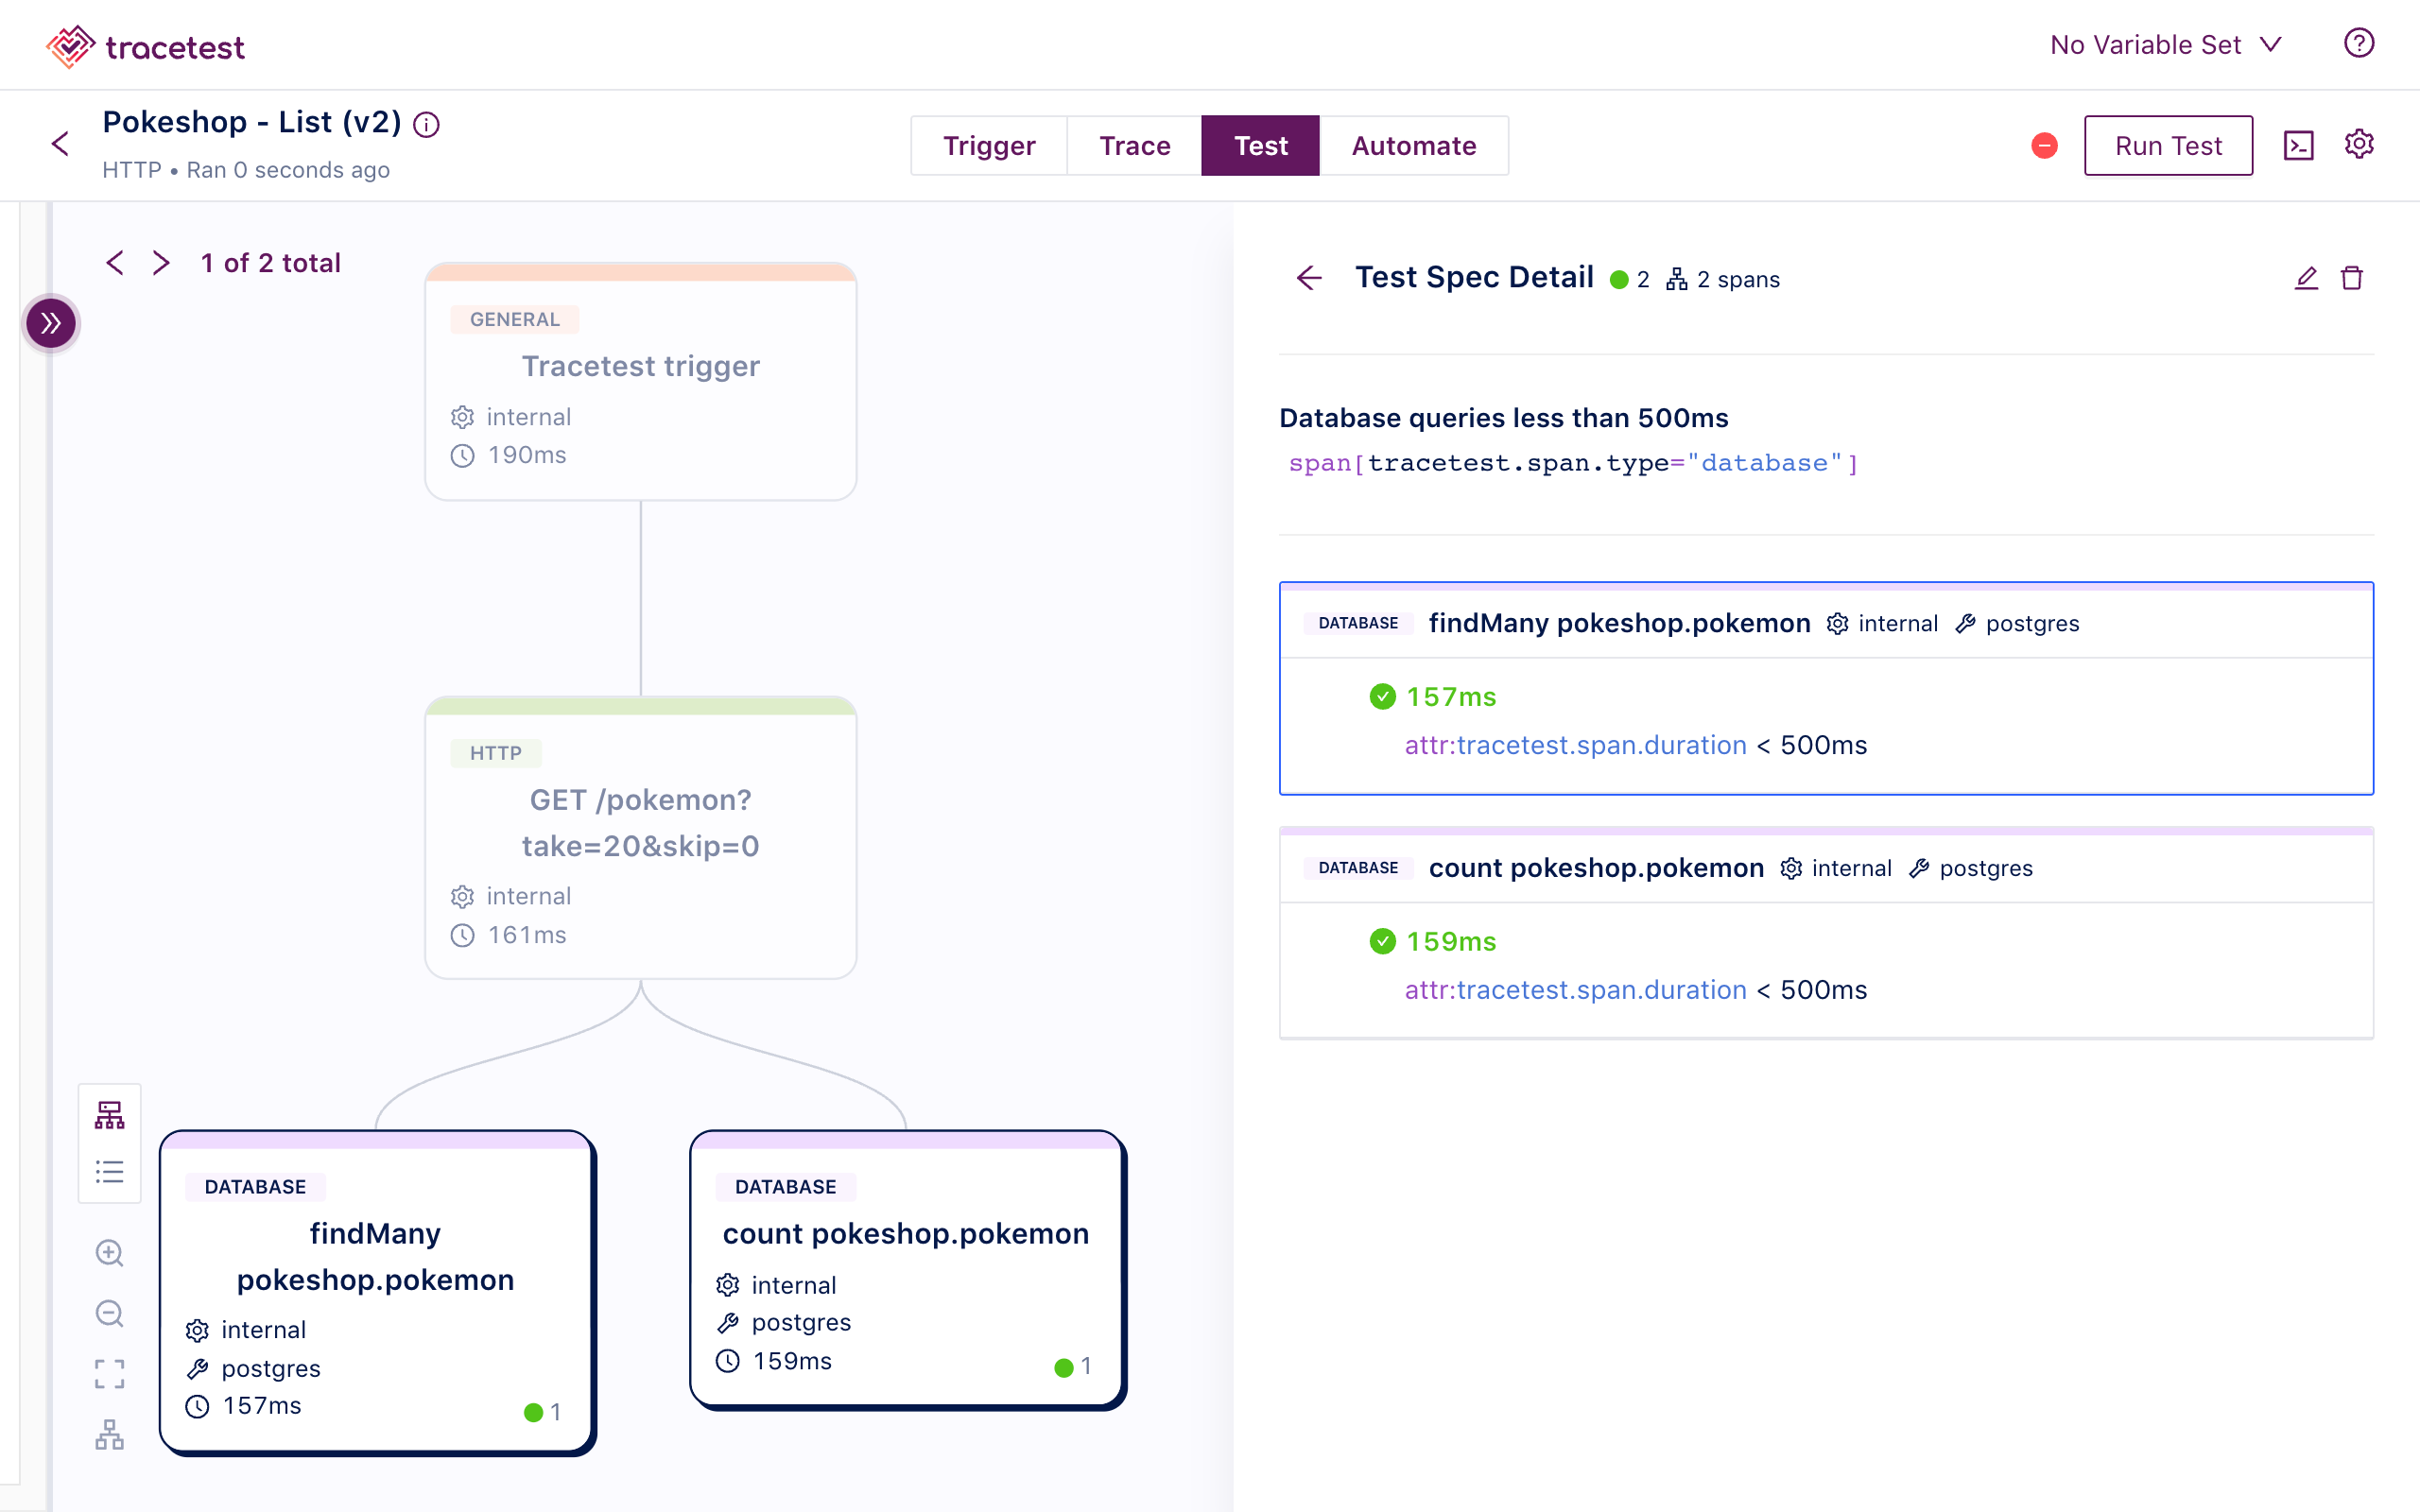 tracetest
No Variable Set
Pokeshop - List (v2)
HTTP • Ran 0 seconds ago
Trigger
Trace
Test
Automate
Run Test
1 of 2 total
GENERAL
Tracetest trigger
internal
190ms
HTTP
GET /pokemon?
take=20&skip=0
internal
161ms
DATABASE
findMany
pokeshop.pokemon
internal
postgres
157ms
1
DATABASE
count pokeshop.pokemon
internal
postgres
159ms
1
Test Spec Detail 2 2 spans
Database queries less than 500ms
span[tracetest.span.type="database"]
DATABASE findMany pokeshop.pokemon internal postgres
157ms
attr:tracetest.span.duration < 500ms
DATABASE count pokeshop.pokemon internal postgres
159ms
attr:tracetest.span.duration < 500ms